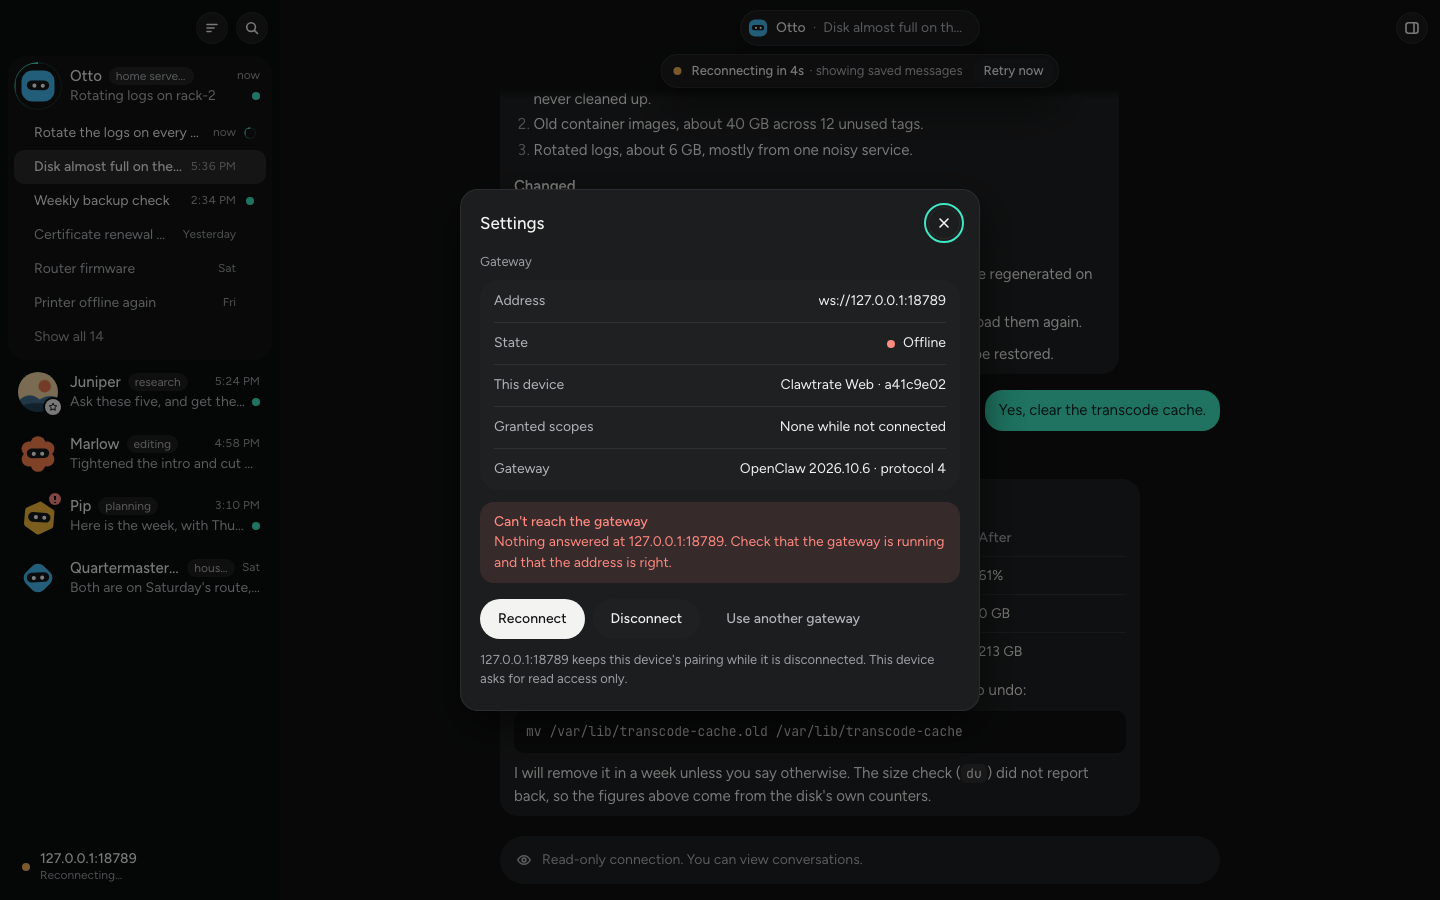 Otto · Disk almost full on th...
Reconnecting in 4s · showing saved messages Retry now
Otto home serve... now
Rotating logs on rack-2
Rotate the logs on every ... now
Disk almost full on the... 5:36 PM
Weekly backup check 2:34 PM
Certificate renewal ... Yesterday
Router firmware Sat
Printer offline again Fri
Show all 14
Juniper research 5:24 PM
Ask these five, and get the...
Marlow editing 4:58 PM
Tightened the intro and cut ...
Pip planning 3:10 PM
Here is the week, with Thu...
Quartermaster... hous... Sat
Both are on Saturday's route,...
127.0.0.1:18789
Reconnecting...
never cleaned up.
2. Old container images, about 40 GB across 12 unused tags.
3. Rotated logs, about 6 GB, mostly from one noisy service.
Changed
e regenerated on
oad them again.
be restored.
Yes, clear the transcode cache.
Settings
Gateway
Address ws://127.0.0.1:18789
State Offline
This device Clawtrate Web · a41c9e02
Granted scopes None while not connected
Gateway OpenClaw 2026.10.6 · protocol 4
Can't reach the gateway
Nothing answered at 127.0.0.1:18789. Check that the gateway is running
and that the address is right.
Reconnect Disconnect Use another gateway
127.0.0.1:18789 keeps this device's pairing while it is disconnected. This device
asks for read access only.
After
61%
0 GB
213 GB
o undo:
mv /var/lib/transcode-cache.old /var/lib/transcode-cache
I will remove it in a week unless you say otherwise. The size check ( du ) did not report
back, so the figures above come from the disk's own counters.
Read-only connection. You can view conversations.